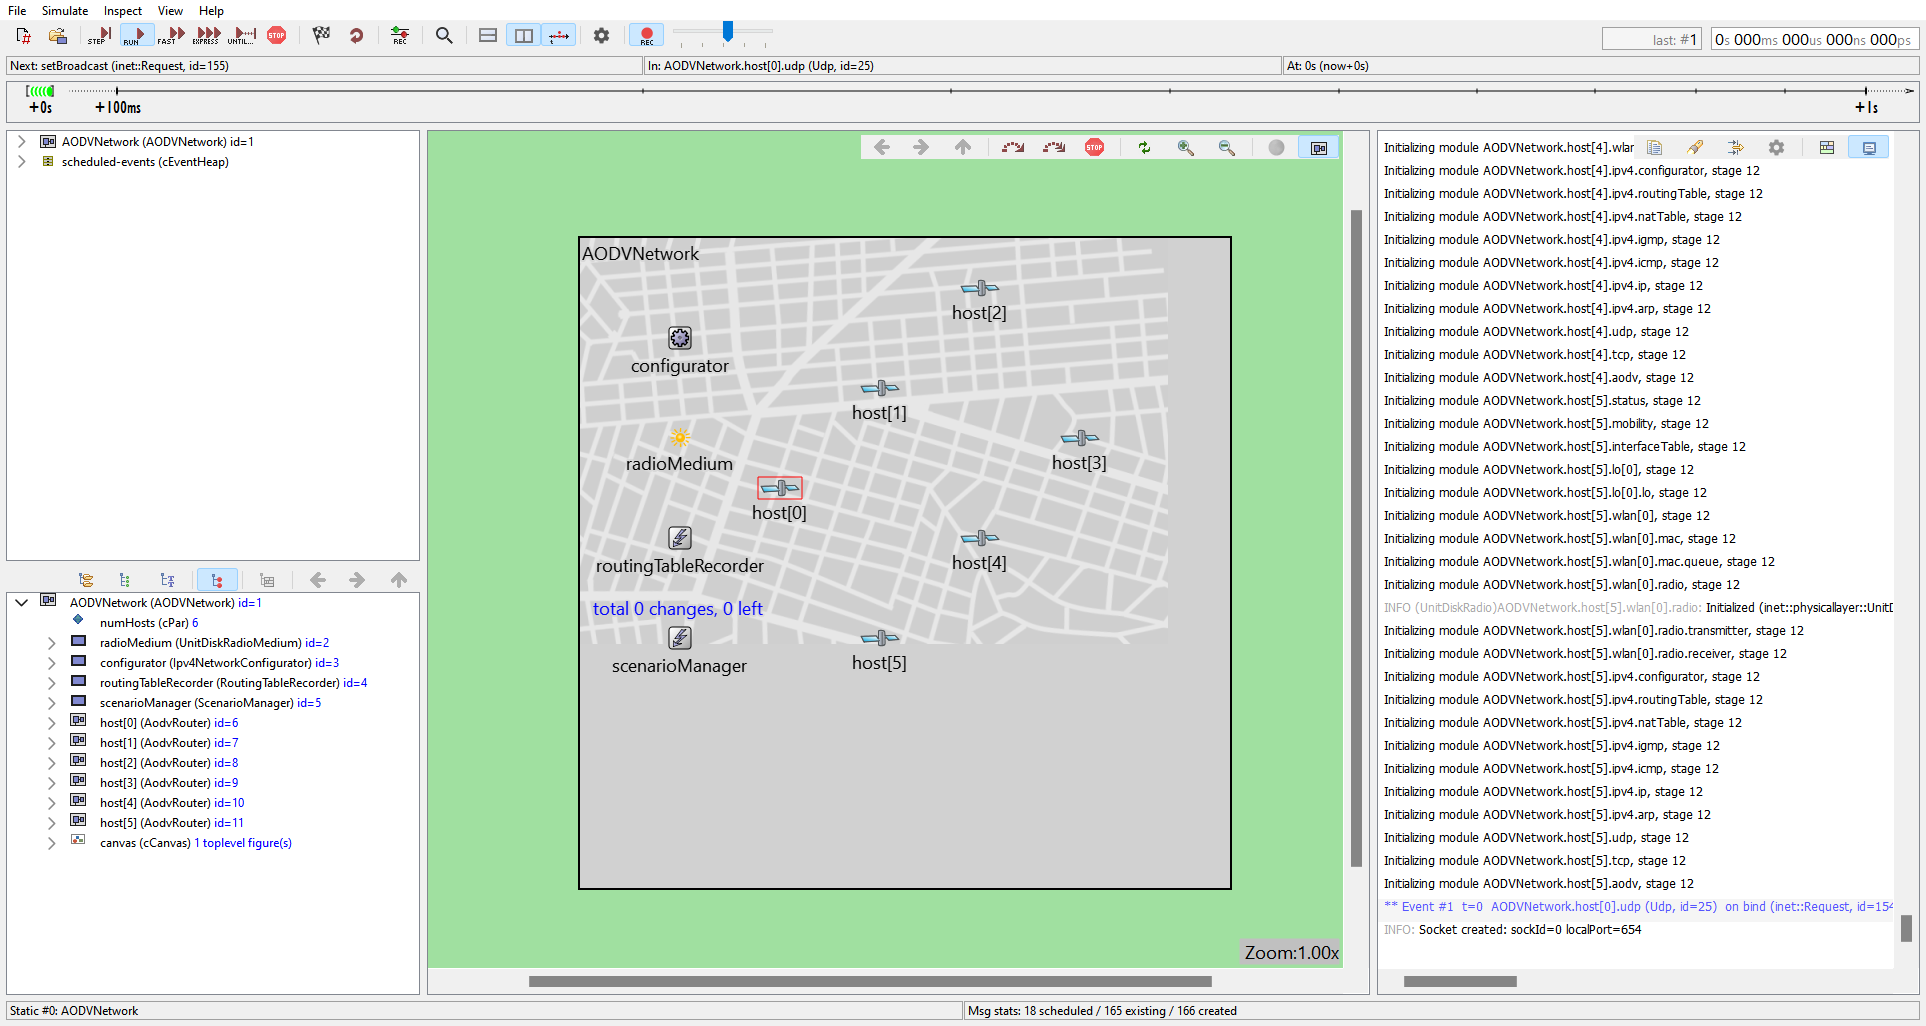 File Simulate Inspect View Help
STEP RUN FAST EXPRESS UNTIL... STOP REC REC
last: #1 0s 000ms 000us 000ns 000ps
Next: setBroadcast (inet::Request, id=155) In: AODVNetwork.host[0].udp (Udp, id=25) At: 0s (now+0s)
+0s +100ms +1s
AODVNetwork (AODVNetwork) id=1
scheduled-events (cEventHeap)
AODVNetwork (AODVNetwork) id=1
numHosts (cPar) 6
radioMedium (UnitDiskRadioMedium) id=2
configurator (Ipv4NetworkConfigurator) id=3
routingTableRecorder (RoutingTableRecorder) id=4
scenarioManager (ScenarioManager) id=5
host[0] (AodvRouter) id=6
host[1] (AodvRouter) id=7
host[2] (AodvRouter) id=8
host[3] (AodvRouter) id=9
host[4] (AodvRouter) id=10
host[5] (AodvRouter) id=11
canvas (cCanvas) 1 toplevel figure(s)
STOP
AODVNetwork
host[2]
configurator
host[1]
radioMedium
host[3]
host[0]
routingTableRecorder
host[4]
total 0 changes, 0 left
scenarioManager
host[5]
Zoom:1.00x
Initializing module AODVNetwork.host[4].wlar
Initializing module AODVNetwork.host[4].ipv4.configurator, stage 12
Initializing module AODVNetwork.host[4].ipv4.routingTable, stage 12
Initializing module AODVNetwork.host[4].ipv4.natTable, stage 12
Initializing module AODVNetwork.host[4].ipv4.igmp, stage 12
Initializing module AODVNetwork.host[4].ipv4.icmp, stage 12
Initializing module AODVNetwork.host[4].ipv4.ip, stage 12
Initializing module AODVNetwork.host[4].ipv4.arp, stage 12
Initializing module AODVNetwork.host[4].udp, stage 12
Initializing module AODVNetwork.host[4].tcp, stage 12
Initializing module AODVNetwork.host[4].aodv, stage 12
Initializing module AODVNetwork.host[5].status, stage 12
Initializing module AODVNetwork.host[5].mobility, stage 12
Initializing module AODVNetwork.host[5].interfaceTable, stage 12
Initializing module AODVNetwork.host[5].lo[0], stage 12
Initializing module AODVNetwork.host[5].lo[0].lo, stage 12
Initializing module AODVNetwork.host[5].wlan[0], stage 12
Initializing module AODVNetwork.host[5].wlan[0].mac, stage 12
Initializing module AODVNetwork.host[5].wlan[0].mac.queue, stage 12
Initializing module AODVNetwork.host[5].wlan[0].radio, stage 12
INFO (UnitDiskRadio)AODVNetwork.host[5].wlan[0].radio: Initialized (inet::physicallayer::UnitD
Initializing module AODVNetwork.host[5].wlan[0].radio.transmitter, stage 12
Initializing module AODVNetwork.host[5].wlan[0].radio.receiver, stage 12
Initializing module AODVNetwork.host[5].ipv4.configurator, stage 12
Initializing module AODVNetwork.host[5].ipv4.routingTable, stage 12
Initializing module AODVNetwork.host[5].ipv4.natTable, stage 12
Initializing module AODVNetwork.host[5].ipv4.igmp, stage 12
Initializing module AODVNetwork.host[5].ipv4.icmp, stage 12
Initializing module AODVNetwork.host[5].ipv4.ip, stage 12
Initializing module AODVNetwork.host[5].ipv4.arp, stage 12
Initializing module AODVNetwork.host[5].udp, stage 12
Initializing module AODVNetwork.host[5].tcp, stage 12
Initializing module AODVNetwork.host[5].aodv, stage 12
** Event #1 t=0 AODVNetwork.host[0].udp (Udp, id=25) on bind (inet::Request, id=154
INFO: Socket created: sockId=0 localPort=654
Static #0: AODVNetwork Msg stats: 18 scheduled / 165 existing / 166 created